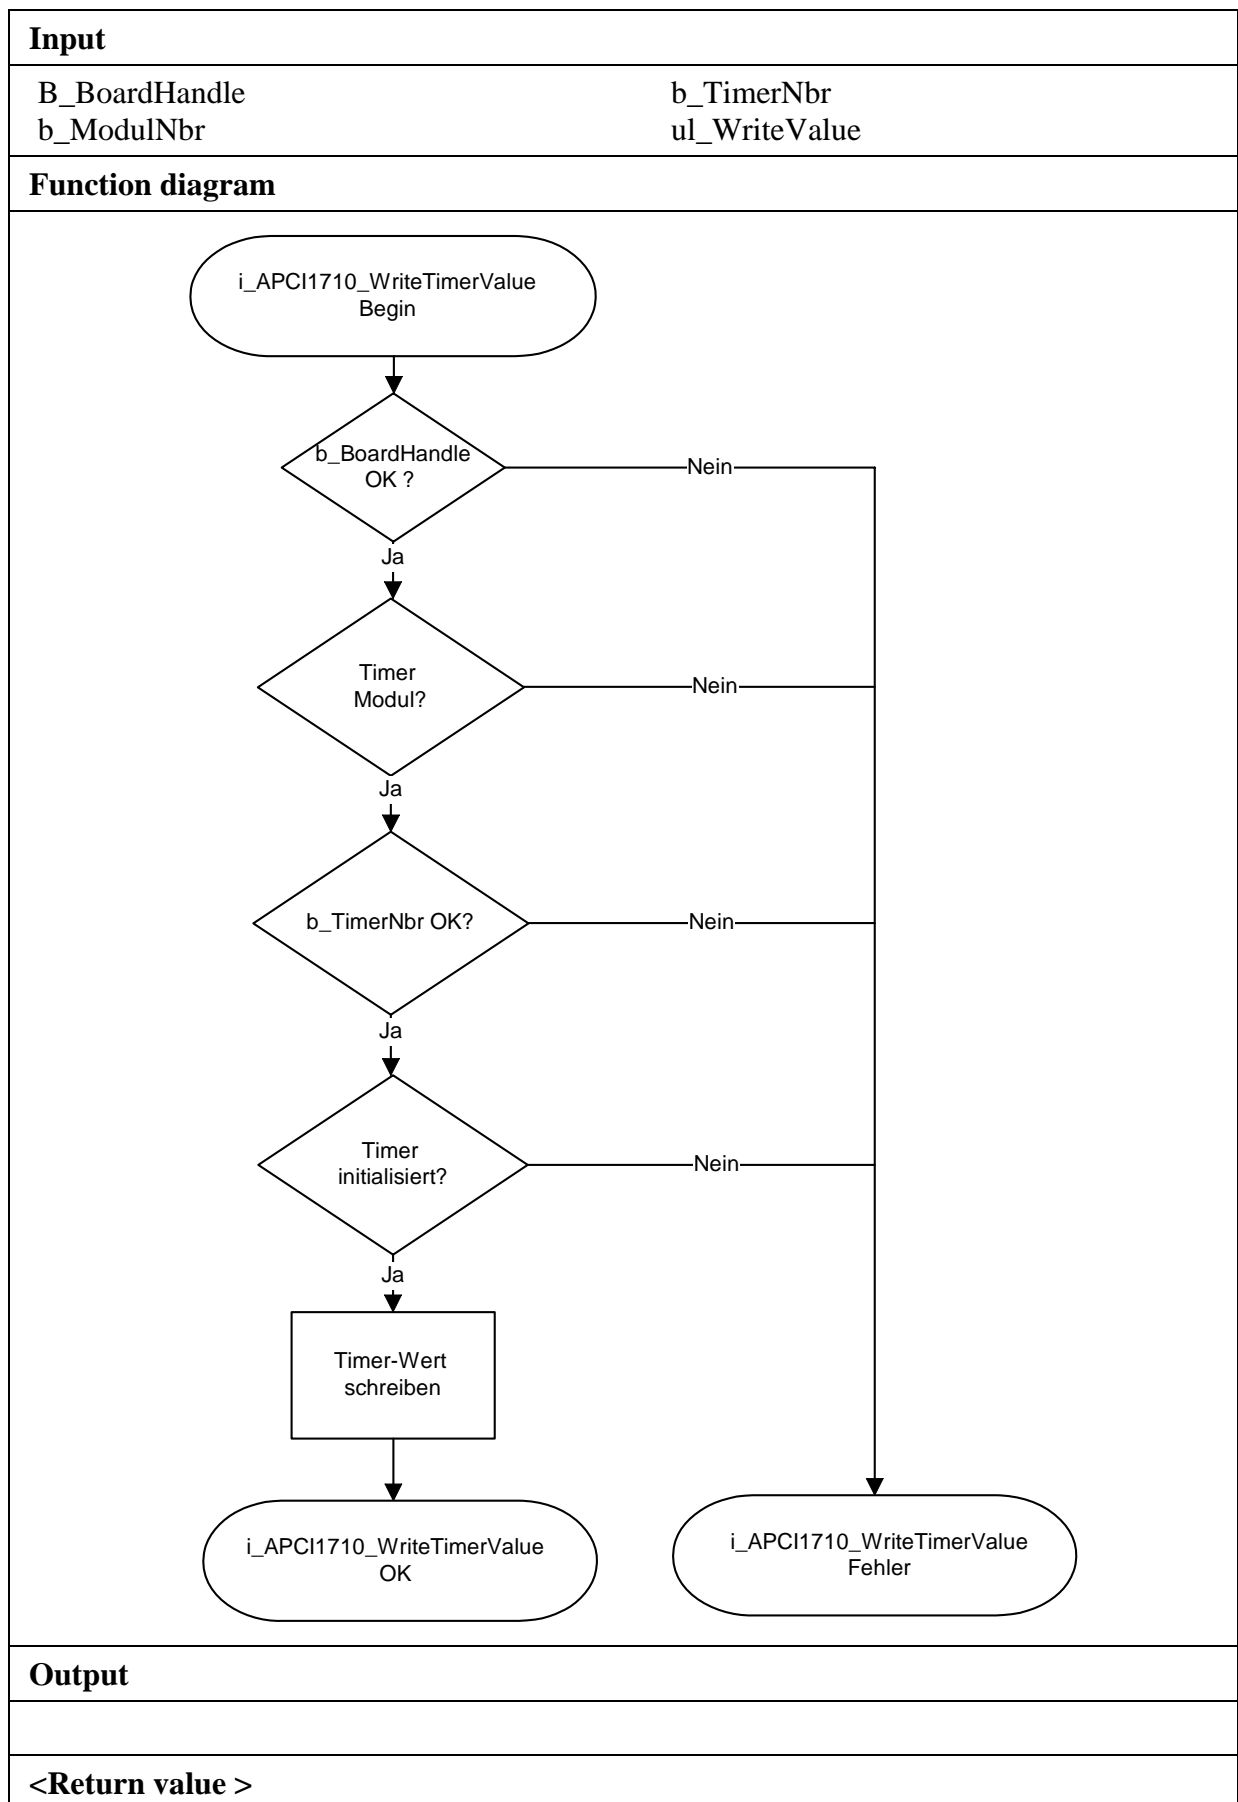 Input
B_BoardHandle b_TimerNbr
b_ModulNbr ul_WriteValue
Function diagram
i_APCI1710_WriteTimerValue
Begin
b_BoardHandle
OK ?
Nein
Ja
Timer
Modul?
Nein
Ja
b_TimerNbr OK?
Nein
Ja
Timer
initialisiert?
Nein
Ja
Timer-Wert
schreiben
i_APCI1710_WriteTimerValue
OK
i_APCI1710_WriteTimerValue
Fehler
Output
<Return value >